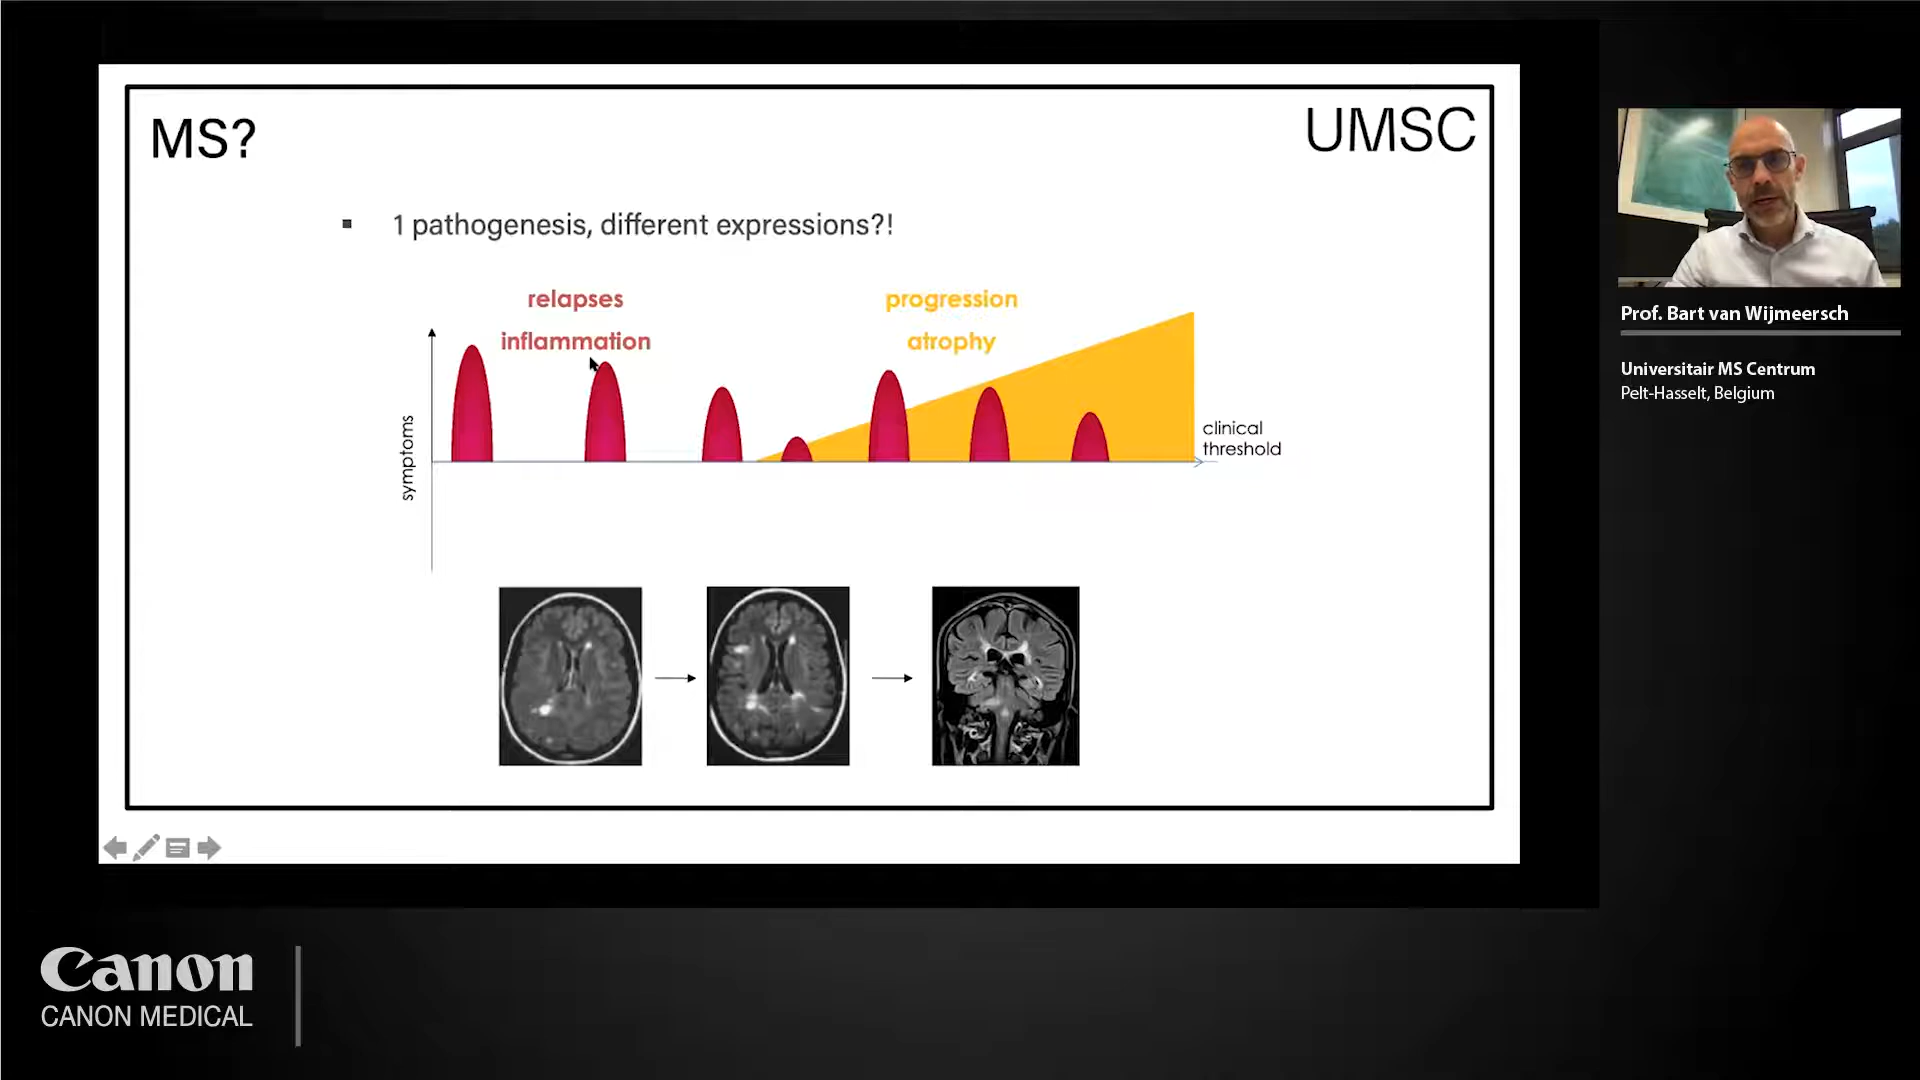 MS?
UMSC
▪ 1 pathogenesis, different expressions?!
relapses
inflammation
progression
atrophy
symptoms
clinical
threshold
Prof. Bart van Wijmeersch
Universitair MS Centrum
Pelt-Hasselt, Belgium
Canon
CANON MEDICAL